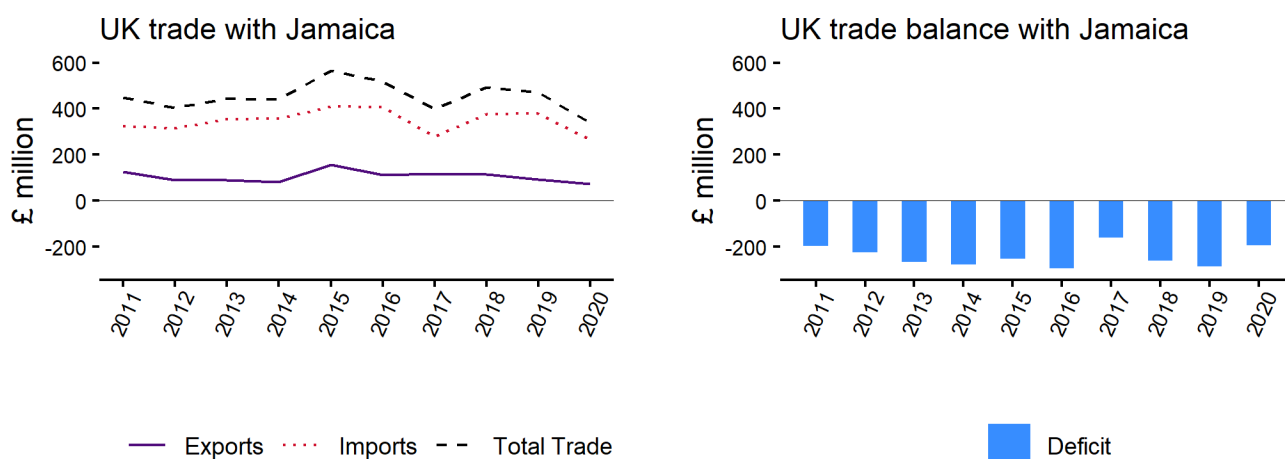 UK trade with Jamaica
£ million
600
400
200
0
-200
2011 2012 2013 2014 2015 2016 2017 2018 2019 2020
Exports Imports Total Trade
UK trade balance with Jamaica
£ million
600
400
200
0
-200
2011 2012 2013 2014 2015 2016 2017 2018 2019 2020
Deficit